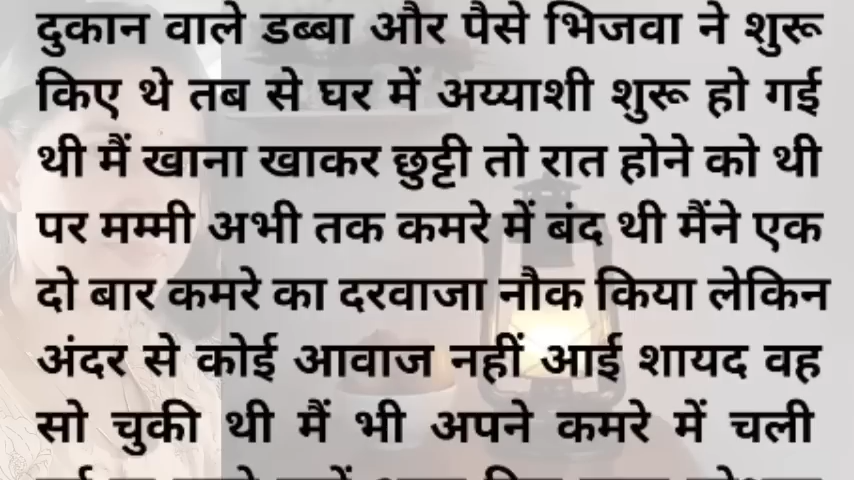 दुकान वाले डब्बा और पैसे भिजवा ने शुरू
किए थे तब से घर में अय्याशी शुरू हो गई
थी मैं खाना खाकर छुट्टी तो रात होने को थी
पर मम्मी अभी तक कमरे में बंद थी मैंने एक
दो बार कमरे का दरवाजा नौक किया लेकिन
अंदर से कोई आवाज नहीं आई शायद वह
सो चुकी थी मैं भी अपने कमरे में चली